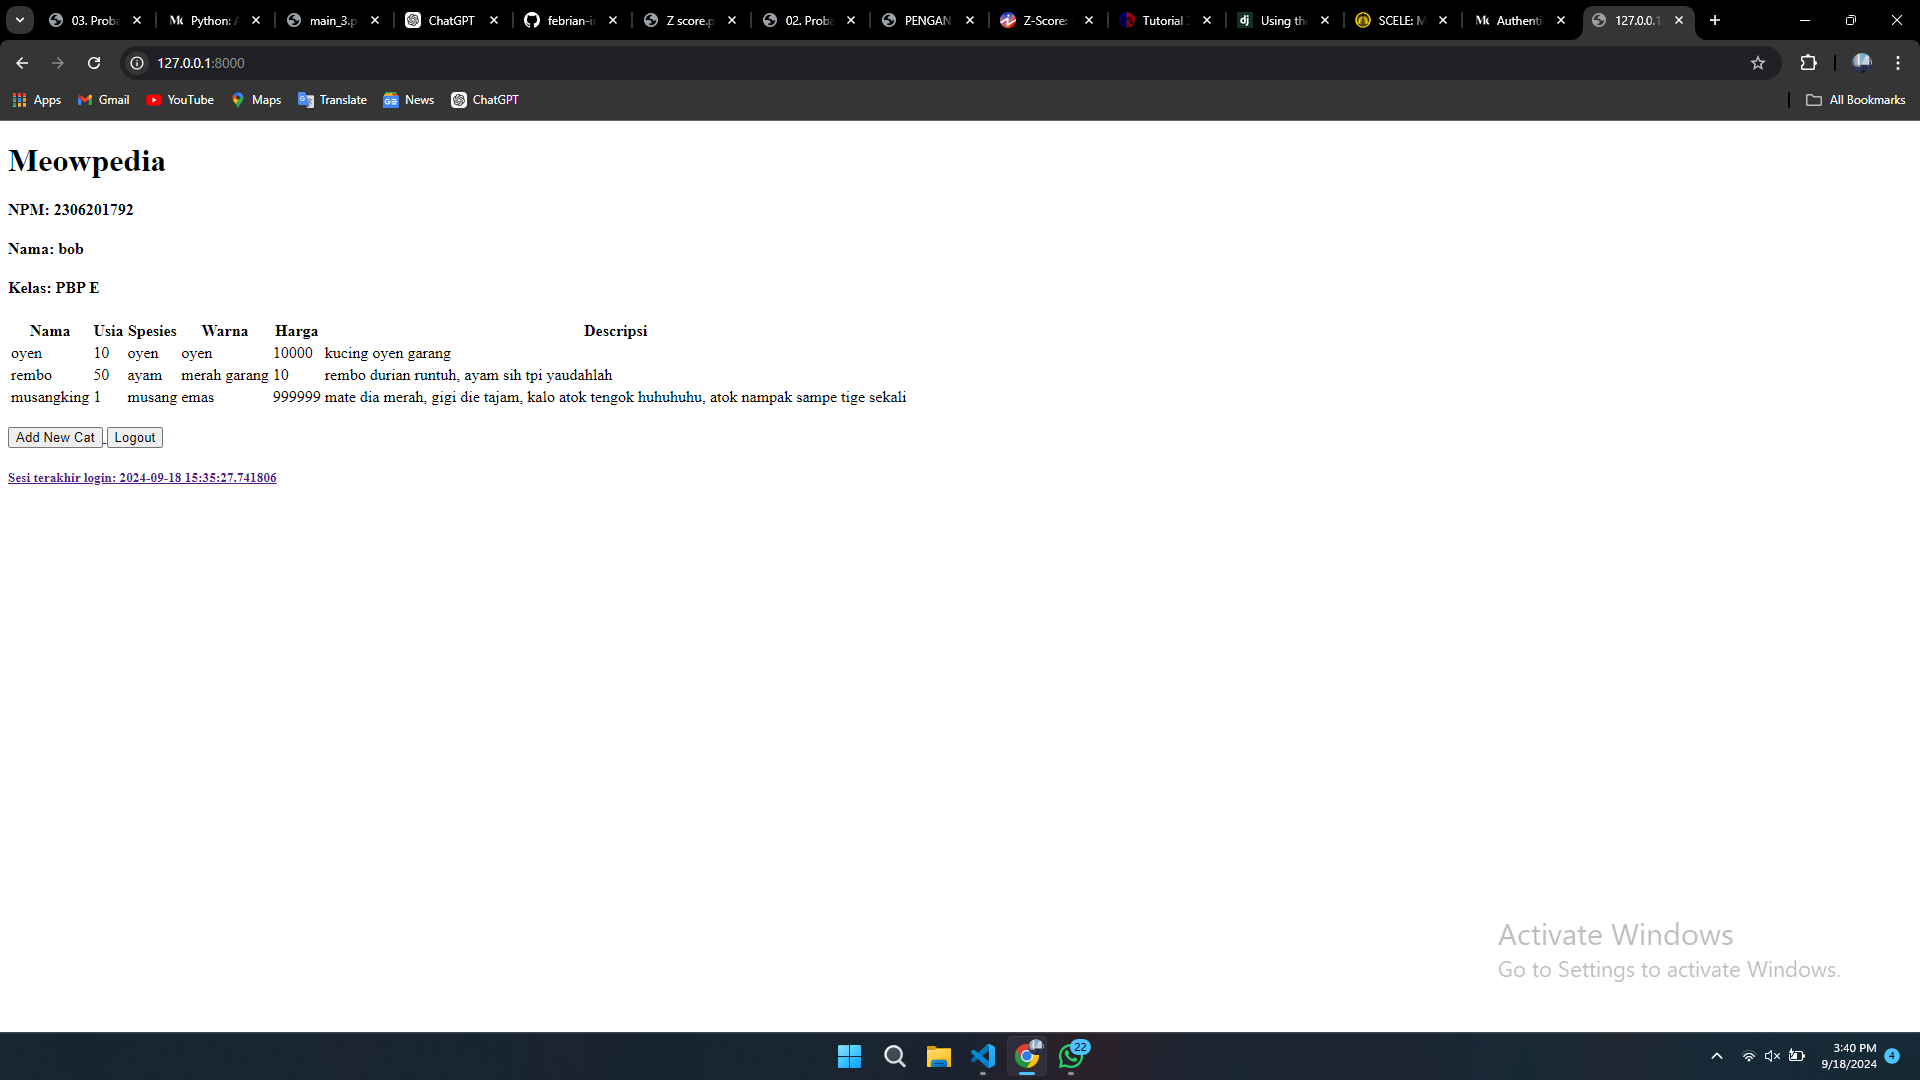 03. Proba
Python: A
main_3.p
ChatGPT
febrian-ir
Z score.p
02. Proba
PENGAN
Z-Score:
Tutorial 3
Using the
SCELE: M
Authenti
127.0.0.1
127.0.0.1:8000
Apps
Gmail
YouTube
Maps
Translate
News
ChatGPT
All Bookmarks
Meowpedia
NPM: 2306201792
Nama: bob
Kelas: PBP E
Nama Usia Spesies Warna Harga Descripsi
oyen 10 oyen oyen 10000 kucing oyen garang
rembo 50 ayam merah garang 10 rembo durian runtuh, ayam sih tpi yaudahlah
musangking 1 musang emas 999999 mate dia merah, gigi die tajam, kalo atok tengok huhuhuhu, atok nampak sampe tige sekali
Add New Cat Logout
Sesi terakhir login: 2024-09-18 15:35:27.741806
Activate Windows
Go to Settings to activate Windows.
22
3:40 PM
9/18/2024
4